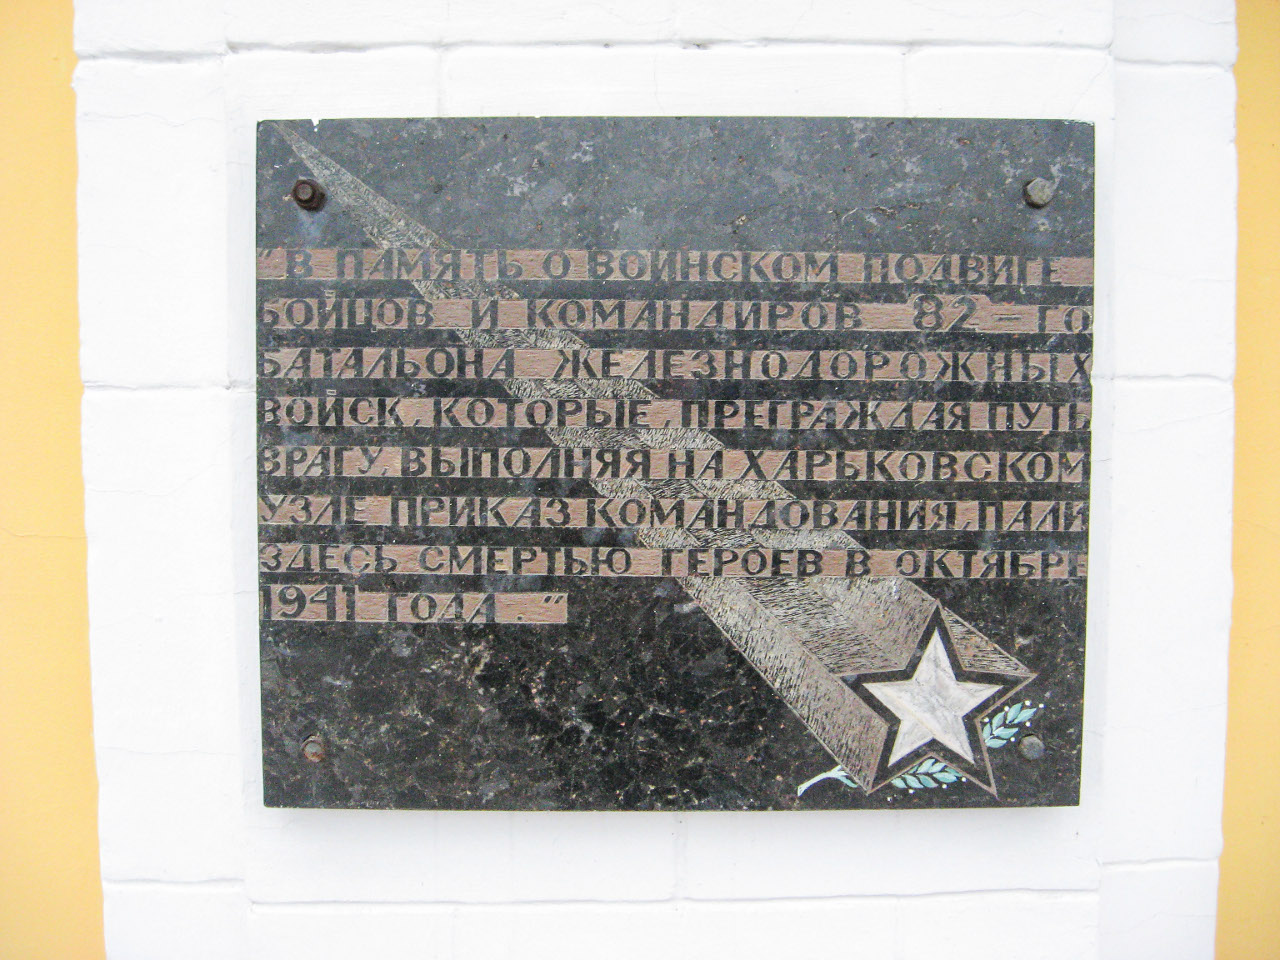 "В ПАМЯТЬ О ВОИНСКОМ ПОДВИГЕ
БОЙЦОВ И КОМАНДИРОВ 82-ГО
БАТАЛЬОНА ЖЕЛЕЗНОДОРОЖНЫХ
ВОЙСК, КОТОРЫЕ, ПРЕГРАЖДАЯ ПУТЬ
ВРАГУ, ВЫПОЛНЯЯ НА ХАРЬКОВСКОМ
УЗЛЕ ПРИКАЗ КОМАНДОВАНИЯ, ПАЛИ
ЗДЕСЬ СМЕРТЬЮ ГЕРОЕВ В ОКТЯБРЕ
1941 ГОДА."